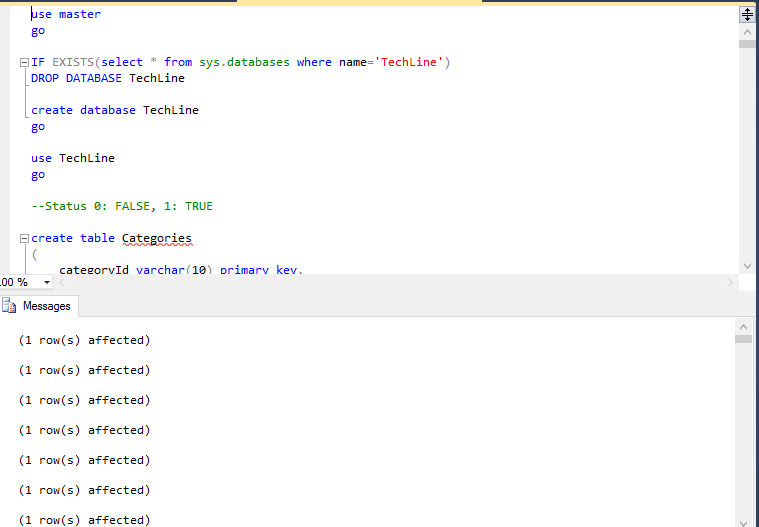 use master
go
IF EXISTS(select * from sys.databases where name='TechLine')
DROP DATABASE TechLine
create database TechLine
go
use TechLine
go
--Status 0: FALSE, 1: TRUE
create table Categories
(
categoryId varchar(10) primary key,
.00 %
Messages
(1 row(s) affected)
(1 row(s) affected)
(1 row(s) affected)
(1 row(s) affected)
(1 row(s) affected)
(1 row(s) affected)
(1 row(s) affected)